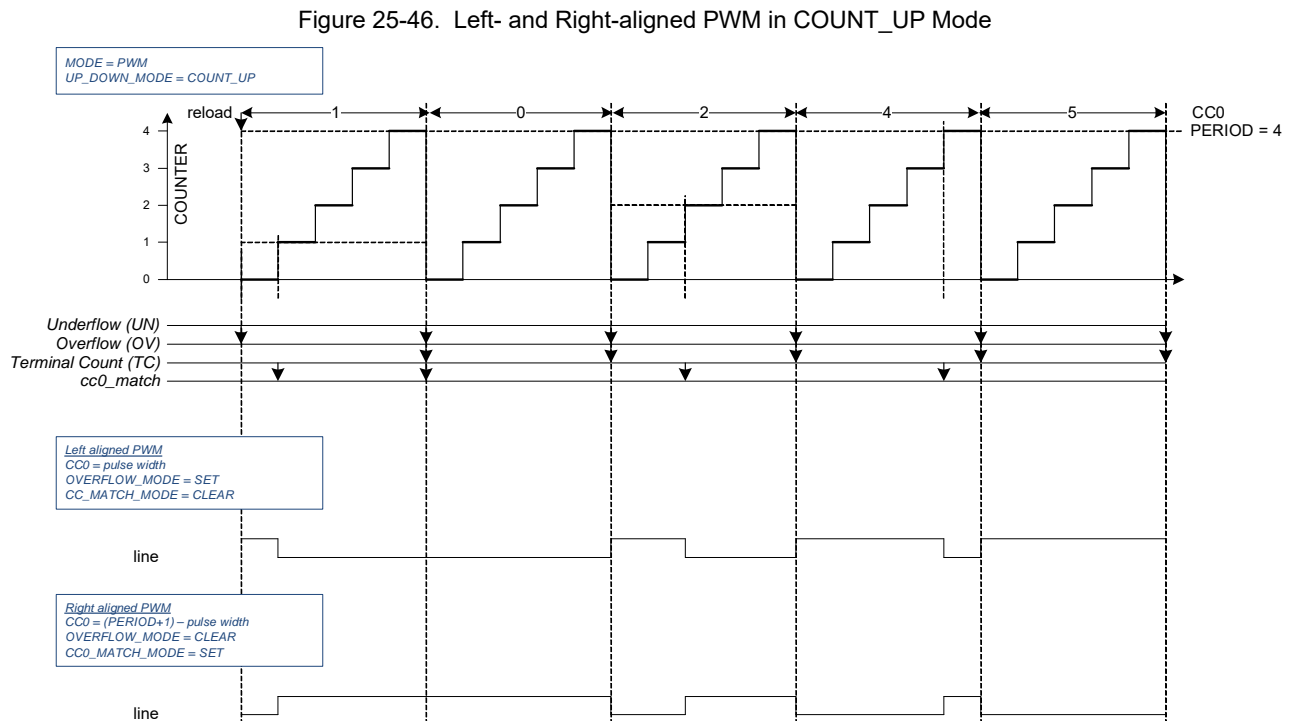 Figure 25-46. Left- and Right-aligned PWM in COUNT_UP Mode
MODE = PWM
UP_DOWN_MODE = COUNT_UP
reload 1 0 2 4 5 CC0
4 PERIOD = 4
3
2
1
0
COUNTER
Underflow (UN)
Overflow (OV)
Terminal Count (TC)
cc0_match
Left aligned PWM
CC0 = pulse width
OVERFLOW_MODE = SET
CC_MATCH_MODE = CLEAR
line
Right aligned PWM
CC0 = (PERIOD+1) – pulse width
OVERFLOW_MODE = CLEAR
CC0_MATCH_MODE = SET
line